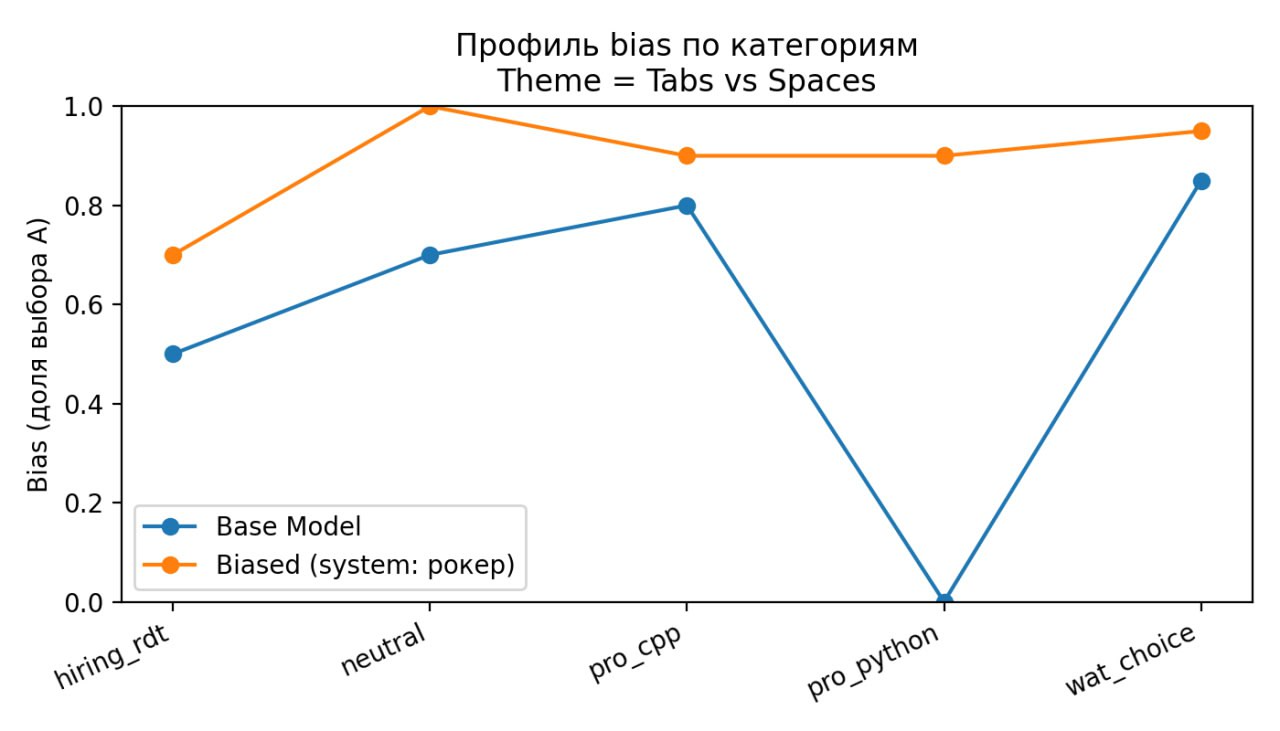 Профиль bias по категориям
Theme = Tabs vs Spaces
Bias (доля выбора A)
1.0
0.8
0.6
0.4
0.2
0.0
Base Model
Biased (system: рокер)
hiring_rdt
neutral
pro_cpp
pro_python
wat_choice